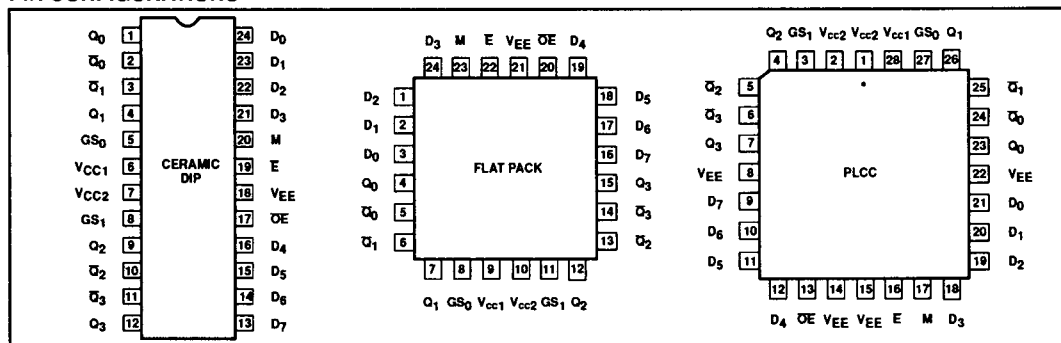 Q0 1 24 D0
Q̅0 2 23 D1
Q̅1 3 22 D2
Q1 4 21 D3
GS0 5 20 M
VCC1 6 19 E̅
VCC2 7 18 VEE
GS1 8 17 O̅E̅
Q2 9 16 D4
Q̅2 10 15 D5
Q̅3 11 14 D6
Q3 12 13 D7
CERAMIC
DIP
D3 M E VEE O̅E̅ D4
24 23 22 21 20 19
D2 1 18 D5
D1 2 17 D6
D0 3 16 D7
Q0 4 15 Q3
Q̅0 5 14 Q̅3
Q̅1 6 13 Q̅2
FLAT PACK
7 8 9 10 11 12
Q1 GS0 Vcc1 Vcc2 GS1 Q2
Q2 GS1 Vcc2 Vcc2 Vcc1 GS0 Q1
4 3 2 1 28 27 26
Q̅2 5 25 Q̅1
Q̅3 6 24 Q̅0
Q3 7 23 Q0
VEE 8 22 VEE
D7 9 21 D0
D6 10 20 D1
D5 11 19 D2
PLCC
12 13 14 15 16 17 18
D4 O̅E̅ VEE VEE E M D3